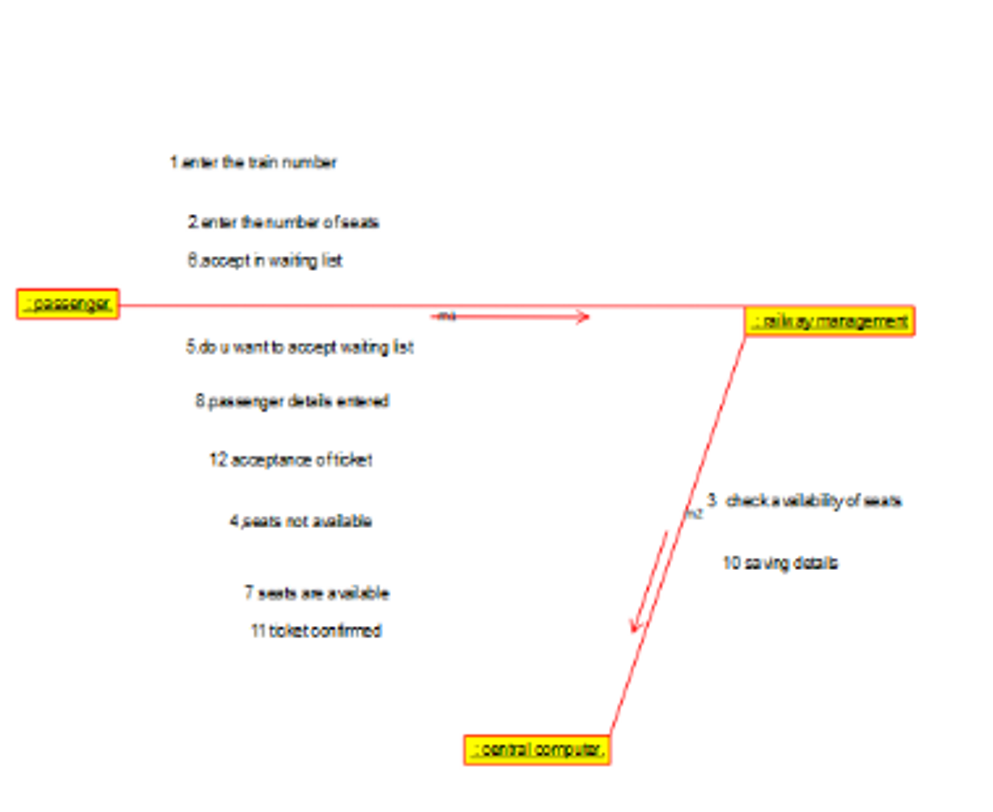 1 enter the train number
2 enter the number of seats
6.accept in waiting list
: passenger
m1
: railway management
5.do u want to accept waiting list
8.passenger details entered
12 acceptance of ticket
3 check availability of seats
m2
4,seats not available
10 saving details
7 seats are available
11 ticket confirmed
: central computer.